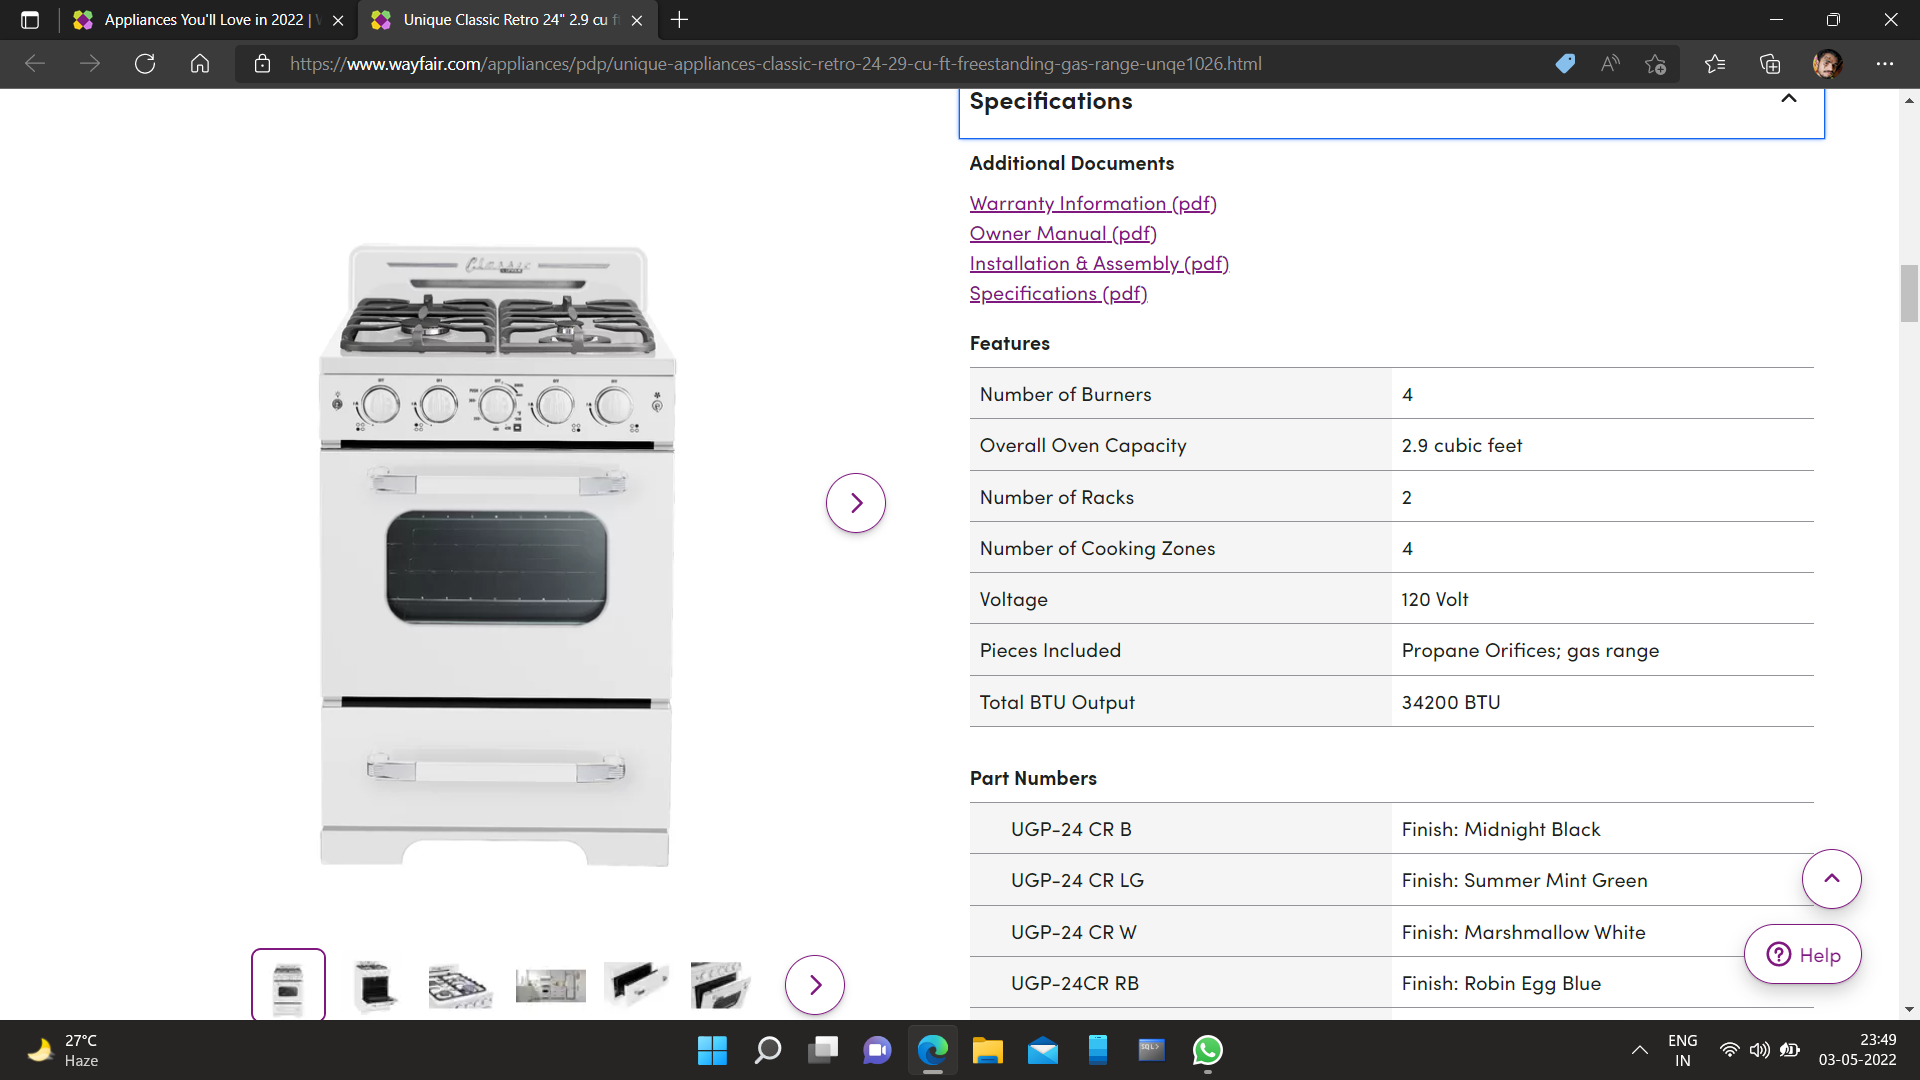 Appliances You'll Love in 2022 |
Unique Classic Retro 24" 2.9 cu
https://www.wayfair.com/appliances/pdp/unique-appliances-classic-retro-24-29-cu-ft-freestanding-gas-range-unqe1026.html
Specifications
Additional Documents
Warranty Information (pdf)
Owner Manual (pdf)
Installation & Assembly (pdf)
Specifications (pdf)
Features
Number of Burners 4
Overall Oven Capacity 2.9 cubic feet
Number of Racks 2
Number of Cooking Zones 4
Voltage 120 Volt
Pieces Included Propane Orifices; gas range
Total BTU Output 34200 BTU
Part Numbers
UGP-24 CR B Finish: Midnight Black
UGP-24 CR LG Finish: Summer Mint Green
UGP-24 CR W Finish: Marshmallow White
UGP-24CR RB Finish: Robin Egg Blue
Help
Classic
27°C
Haze
SQL>
ENG
IN
23:49
03-05-2022